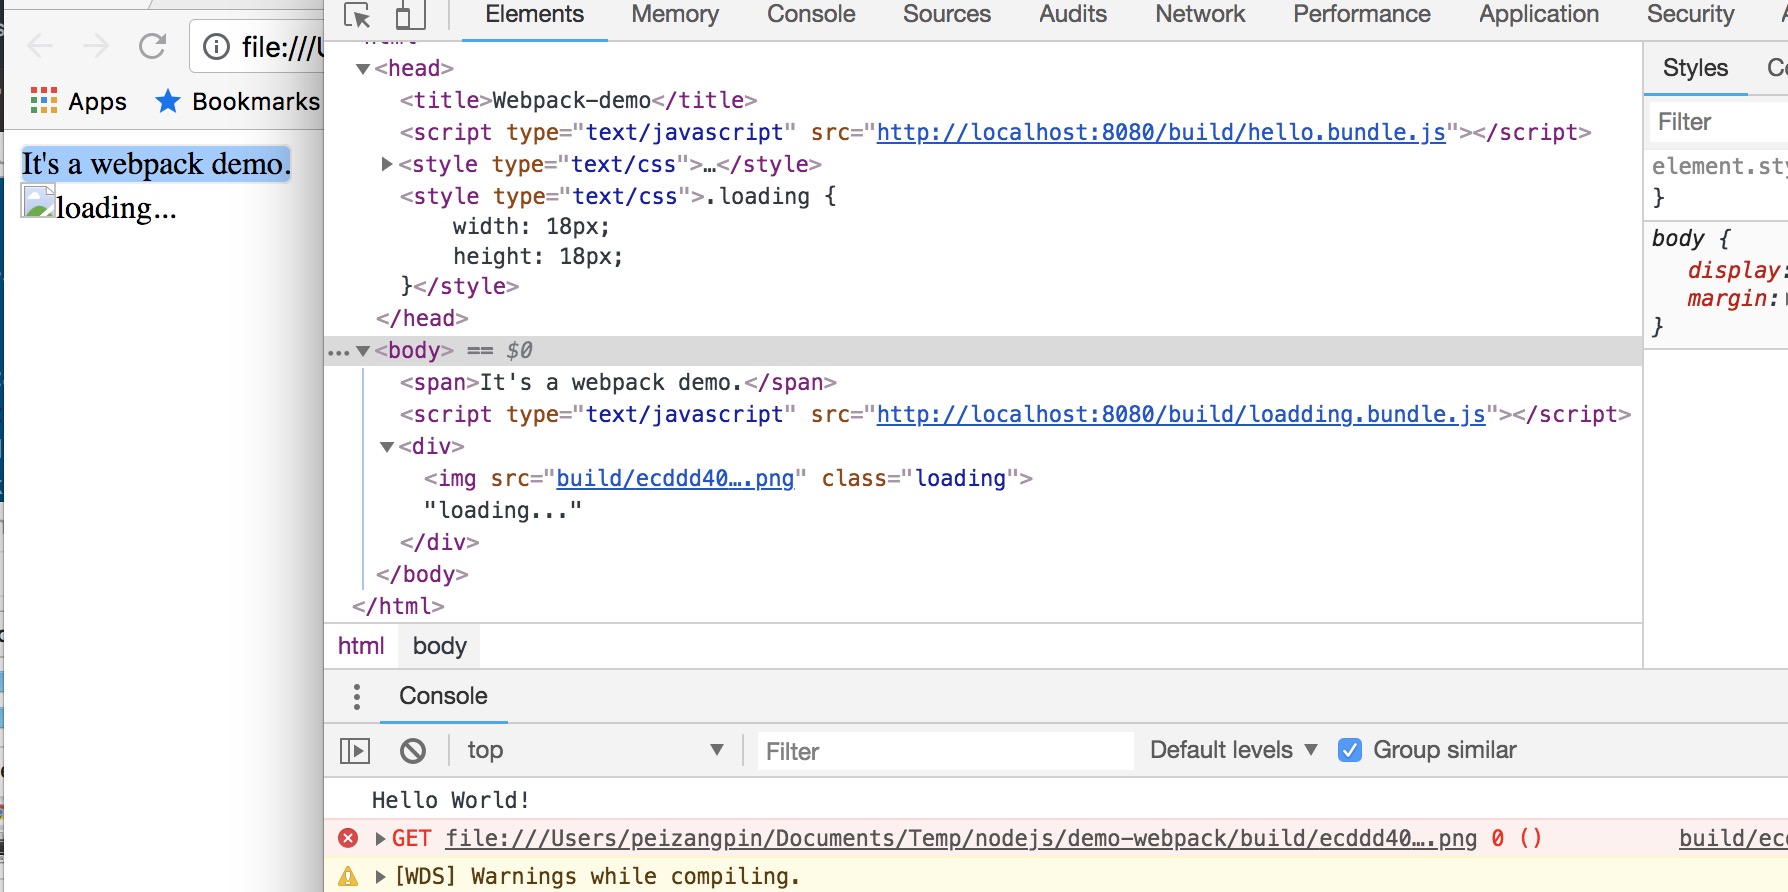 Elements Memory Console Sources Audits Network Performance Application Security
file:///U
Apps Bookmarks
It's a webpack demo.
loading...
<head>
<title>Webpack-demo</title>
<script type="text/javascript" src="http://localhost:8080/build/hello.bundle.js"></script>
<style type="text/css">…</style>
<style type="text/css">.loading {
width: 18px;
height: 18px;
}</style>
</head>
… <body> == $0
<span>It's a webpack demo.</span>
<script type="text/javascript" src="http://localhost:8080/build/loadding.bundle.js"></script>
<div>
<img src="build/ecddd40….png" class="loading">
"loading..."
</div>
</body>
</html>
html body
Styles Co
Filter
element.sty
}
body {
display:
margin:
}
Console
top Filter Default levels Group similar
Hello World!
GET file:///Users/peizangpin/Documents/Temp/nodejs/demo-webpack/build/ecddd40….png 0 () build/ecd
[WDS] Warnings while compiling.